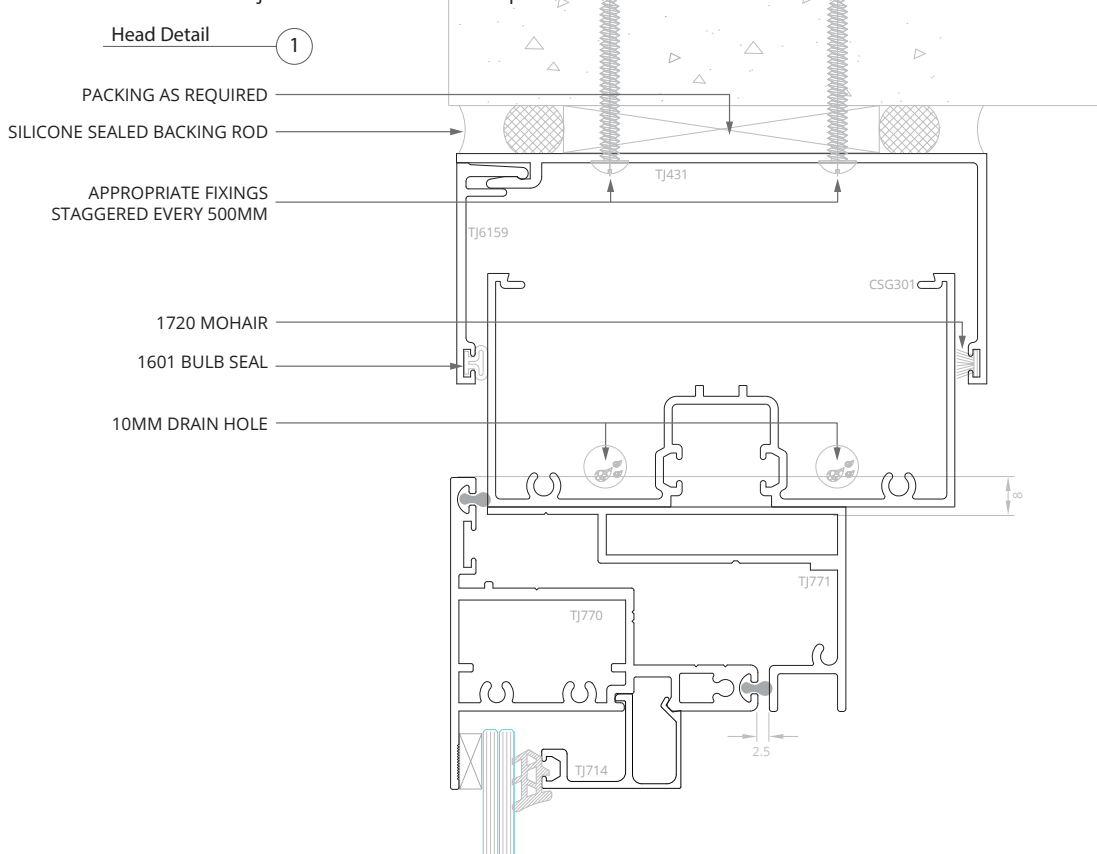 Head Detail
1
PACKING AS REQUIRED
SILICONE SEALED BACKING ROD
TJ431
APPROPRIATE FIXINGS
STAGGERED EVERY 500MM
TJ6159
CSG301
1720 MOHAIR
1601 BULB SEAL
10MM DRAIN HOLE
8
TJ771
TJ770
2.5
TJ714